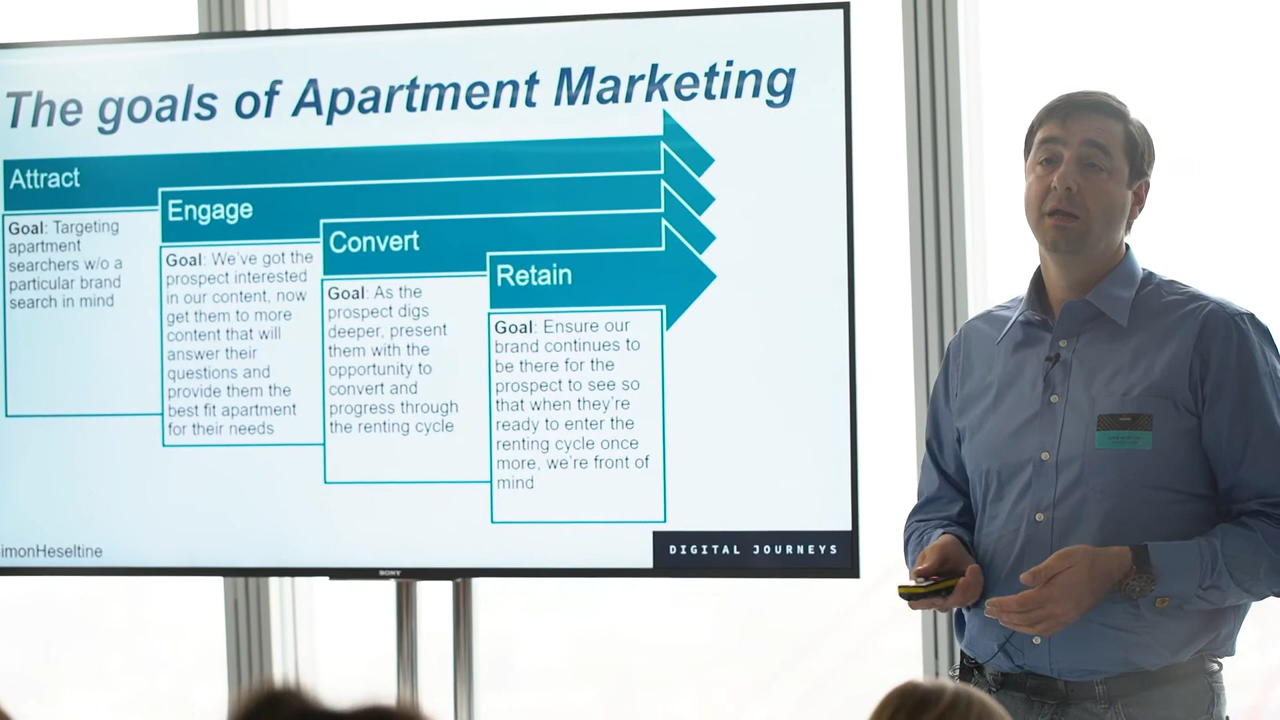 The goals of Apartment Marketing
Attract
Goal: Targeting
apartment
searchers w/o a
particular brand
search in mind
Engage
Goal: We've got the
prospect interested
in our content, now
get them to more
content that will
answer their
questions and
provide them the
best fit apartment
for their needs
Convert
Goal: As the
prospect digs
deeper, present
them with the
opportunity to
convert and
progress through
the renting cycle
Retain
Goal: Ensure our
brand continues to
be there for the
prospect to see so
that when they're
ready to enter the
renting cycle once
more, we're front of
mind
imonHeseltine
DIGITAL JOURNEYS
SONY